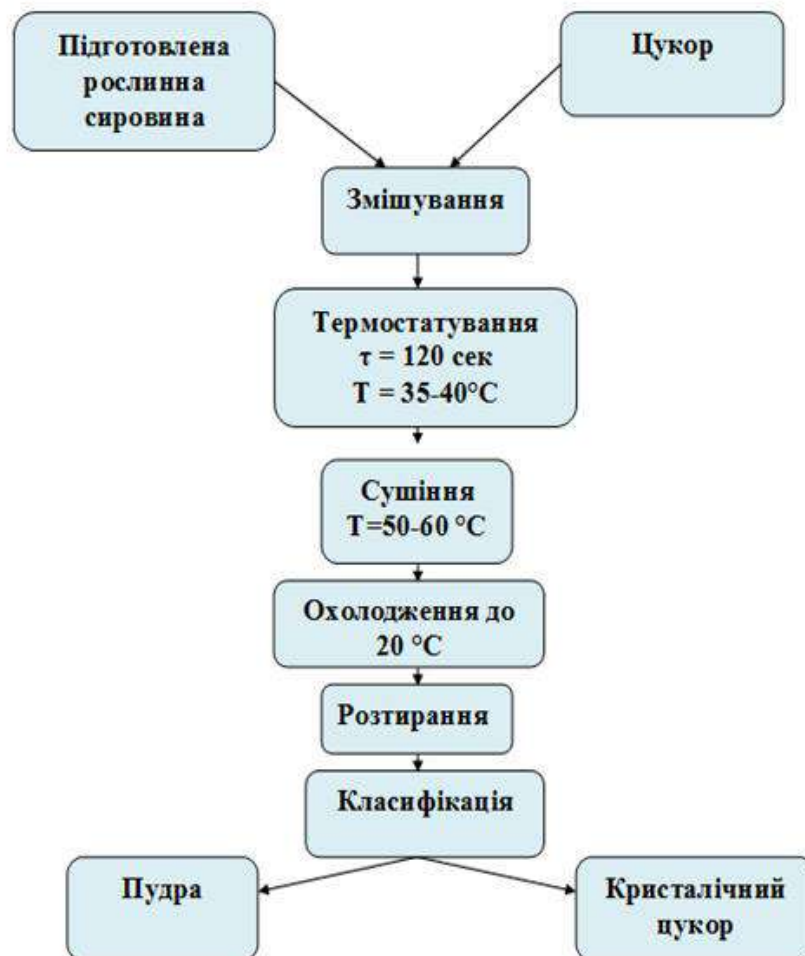 Підготовлена
рослинна
сировина
Цукор
Змішування
Термостатування
τ = 120 сек
Т = 35-40°С
Сушіння
Т=50-60 °С
Охолодження до
20 °С
Розтирання
Класифікація
Пудра
Кристалічний
цукор